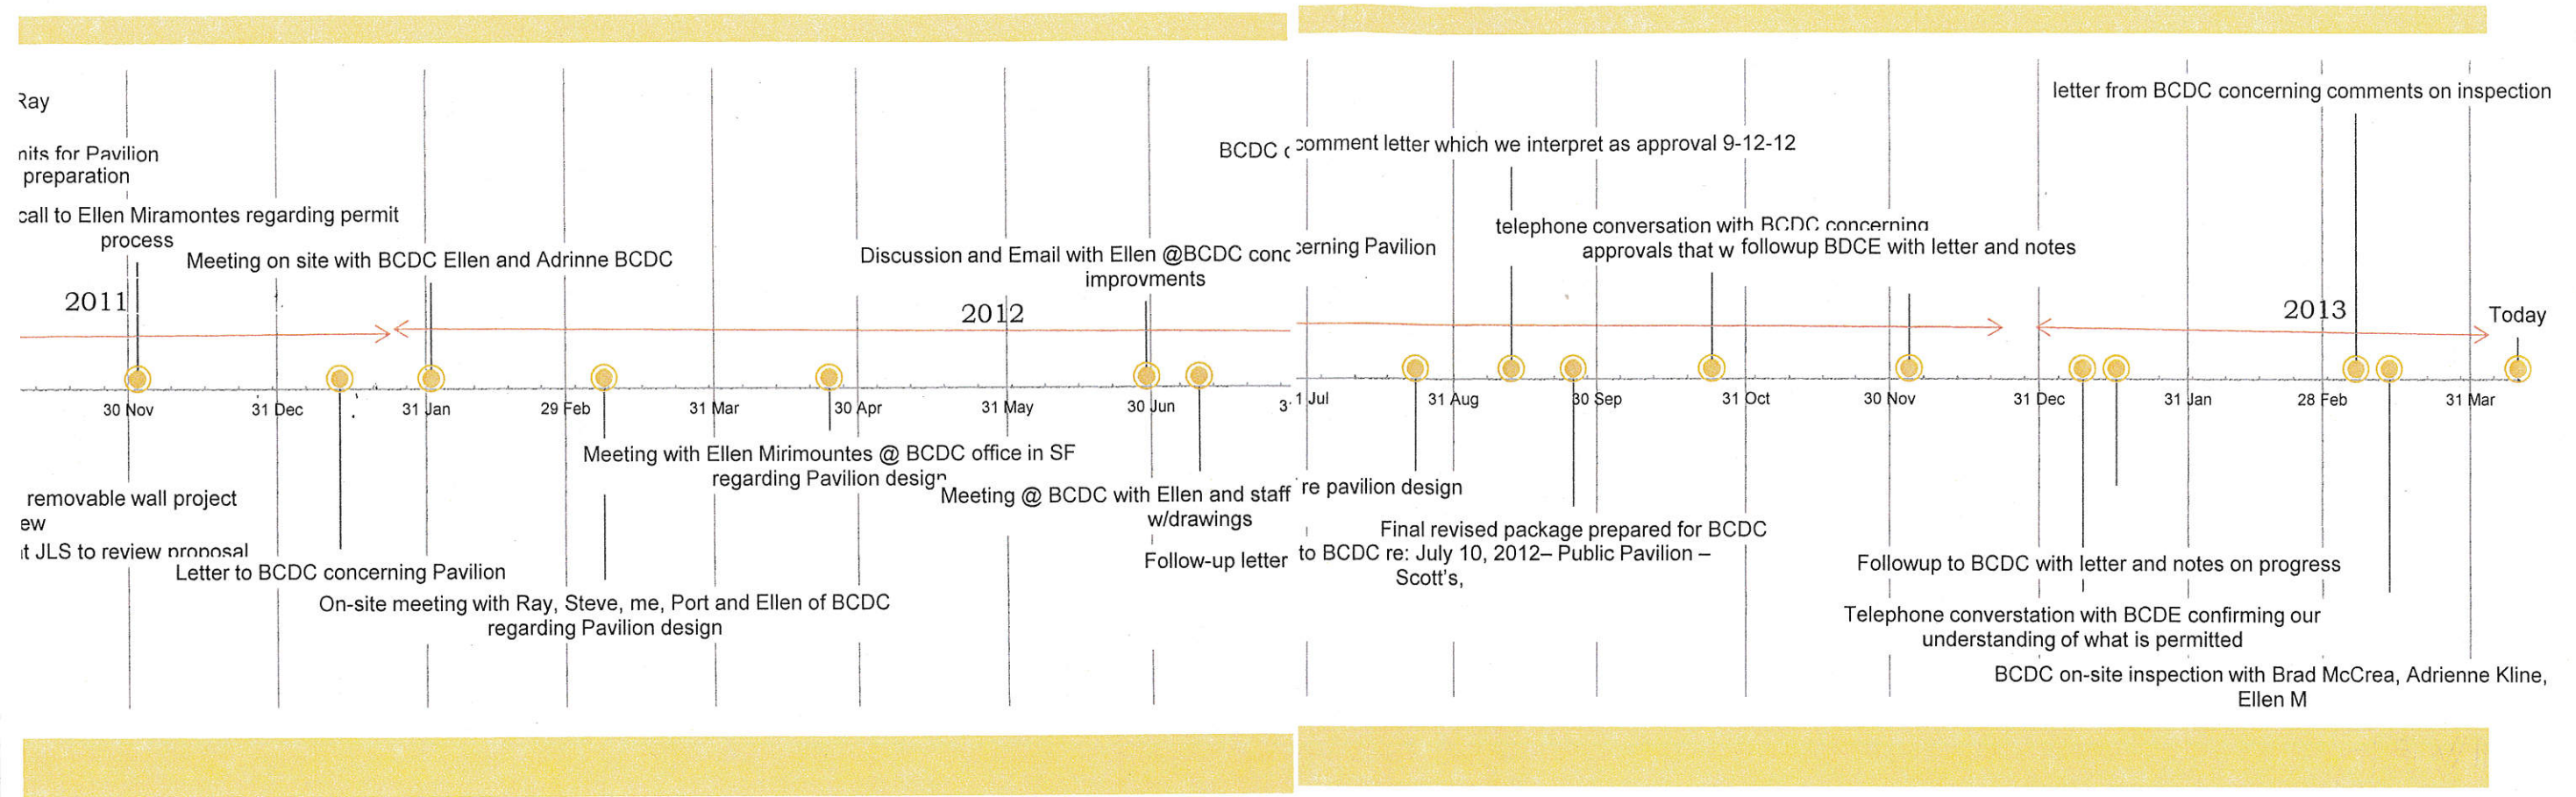 Ray
nits for Pavilion
preparation
call to Ellen Miramontes regarding permit
process
Meeting on site with BCDC Ellen and Adrinne BCDC
Discussion and Email with Ellen @BCDC concerning Pavilion
improvments
BCDC comment letter which we interpret as approval 9-12-12
telephone conversation with BCDC concerning
approvals that w
followup BDCE with letter and notes
letter from BCDC concerning comments on inspection
2011
2012
2013
Today
30 Nov
31 Dec
31 Jan
29 Feb
31 Mar
30 Apr
31 May
30 Jun
31 Jul
31 Aug
30 Sep
31 Oct
30 Nov
31 Dec
31 Jan
28 Feb
31 Mar
removable wall project
ew
t JLS to review proposal
Letter to BCDC concerning Pavilion
On-site meeting with Ray, Steve, me, Port and Ellen of BCDC
regarding Pavilion design
Meeting with Ellen Mirimountes @ BCDC office in SF
regarding Pavilion design
Meeting @ BCDC with Ellen and staff re pavilion design
w/drawings
Follow-up letter to BCDC re: July 10, 2012– Public Pavilion –
Scott's,
Final revised package prepared for BCDC
Followup to BCDC with letter and notes on progress
Telephone converstation with BCDE confirming our
understanding of what is permitted
BCDC on-site inspection with Brad McCrea, Adrienne Kline,
Ellen M